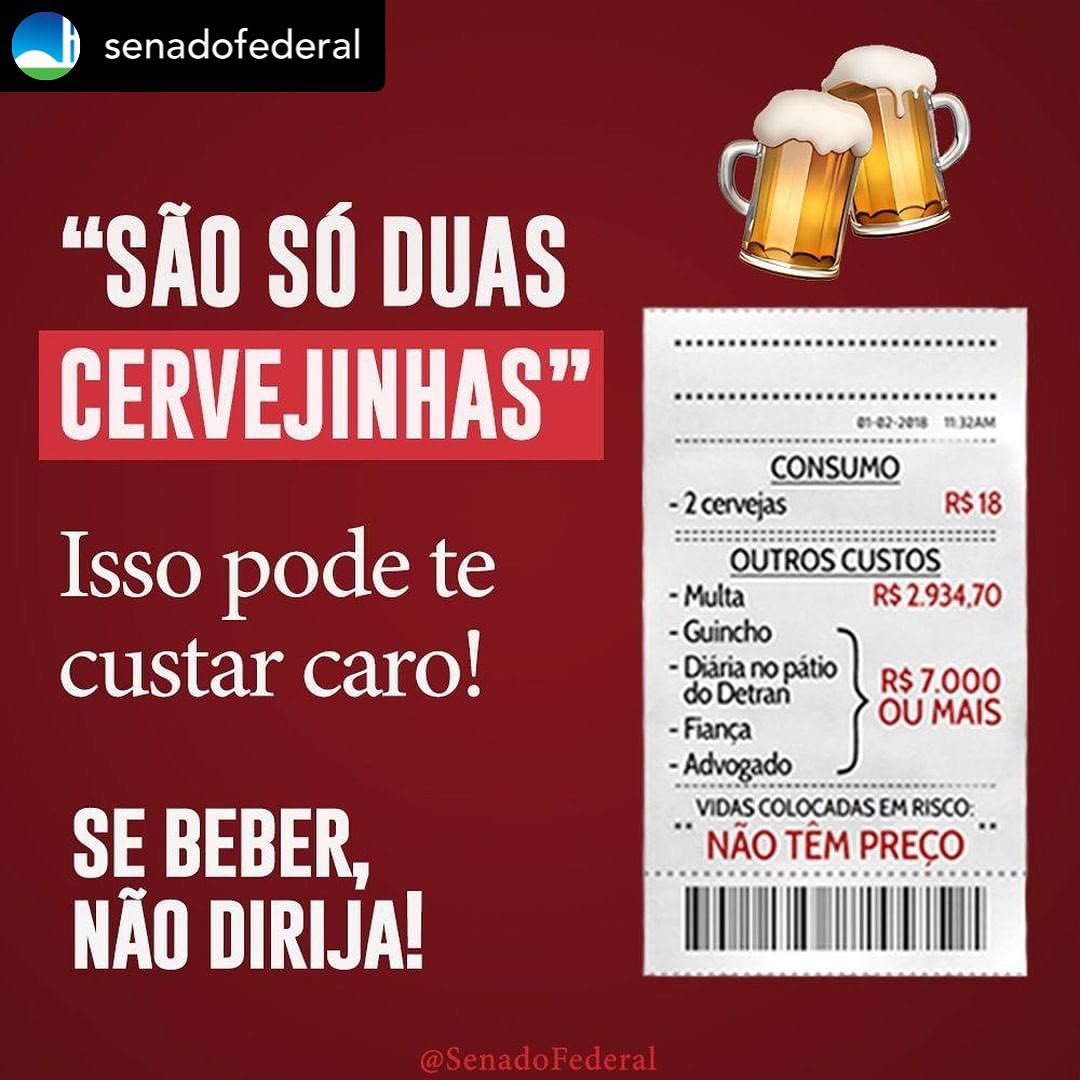 senadofederal
“SÃO SÓ DUAS
CERVEJINHAS”
Isso pode te
custar caro!
SE BEBER,
NÃO DIRIJA!
01-02-2018 11:32AM
CONSUMO
- 2 cervejas R$ 18
OUTROS CUSTOS
- Multa R$ 2.934,70
- Guincho
- Diária no pátio
do Detran
- Fiança
- Advogado
R$ 7.000
OU MAIS
VIDAS COLOCADAS EM RISCO:
NÃO TÊM PREÇO
@SenadoFederal